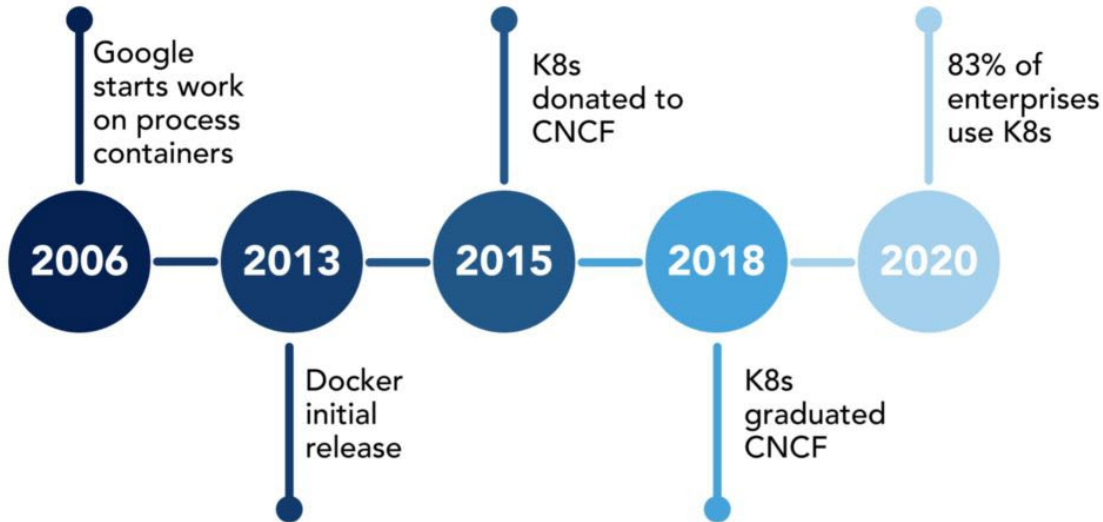 Google
starts work
on process
containers
K8s
donated to
CNCF
83% of
enterprises
use K8s
2006
2013
2015
2018
2020
Docker
initial
release
K8s
graduated
CNCF